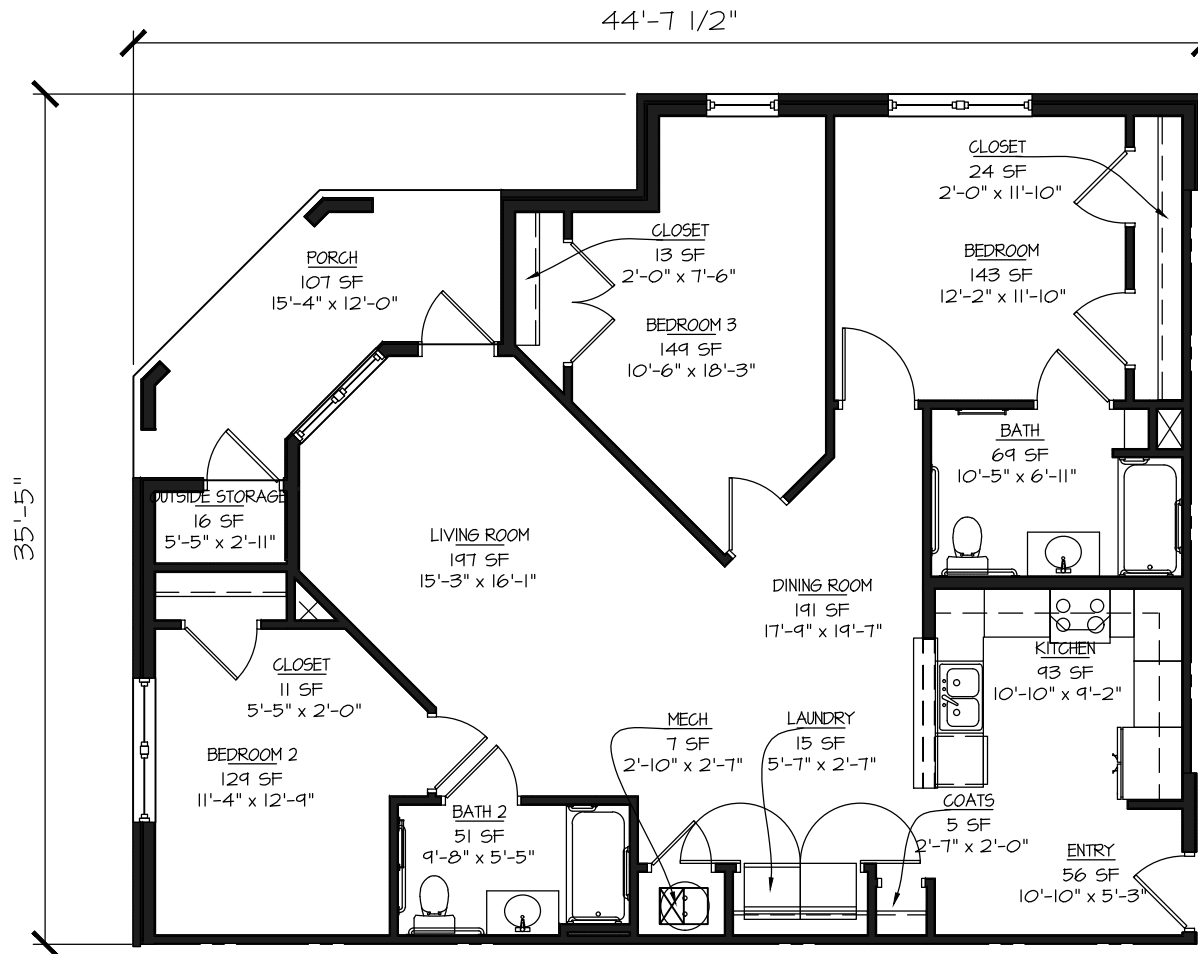 44'-7 1/2"
35'-5"
CLOSET
24 SF
2'-0" x 11'-10"
CLOSET
13 SF
2'-0" x 7'-6"
PORCH
107 SF
15'-4" x 12'-0"
BEDROOM
143 SF
12'-2" x 11'-10"
BEDROOM 3
149 SF
10'-6" x 18'-3"
BATH
69 SF
10'-5" x 6'-11"
OUTSIDE STORAGE
16 SF
5'-5" x 2'-11"
LIVING ROOM
197 SF
15'-3" x 16'-1"
DINING ROOM
191 SF
17'-9" x 19'-7"
KITCHEN
93 SF
10'-10" x 9'-2"
CLOSET
11 SF
5'-5" x 2'-0"
MECH
7 SF
2'-10" x 2'-7"
LAUNDRY
15 SF
5'-7" x 2'-7"
BEDROOM 2
129 SF
11'-4" x 12'-9"
BATH 2
51 SF
9'-8" x 5'-5"
COATS
5 SF
2'-7" x 2'-0"
ENTRY
56 SF
10'-10" x 5'-3"